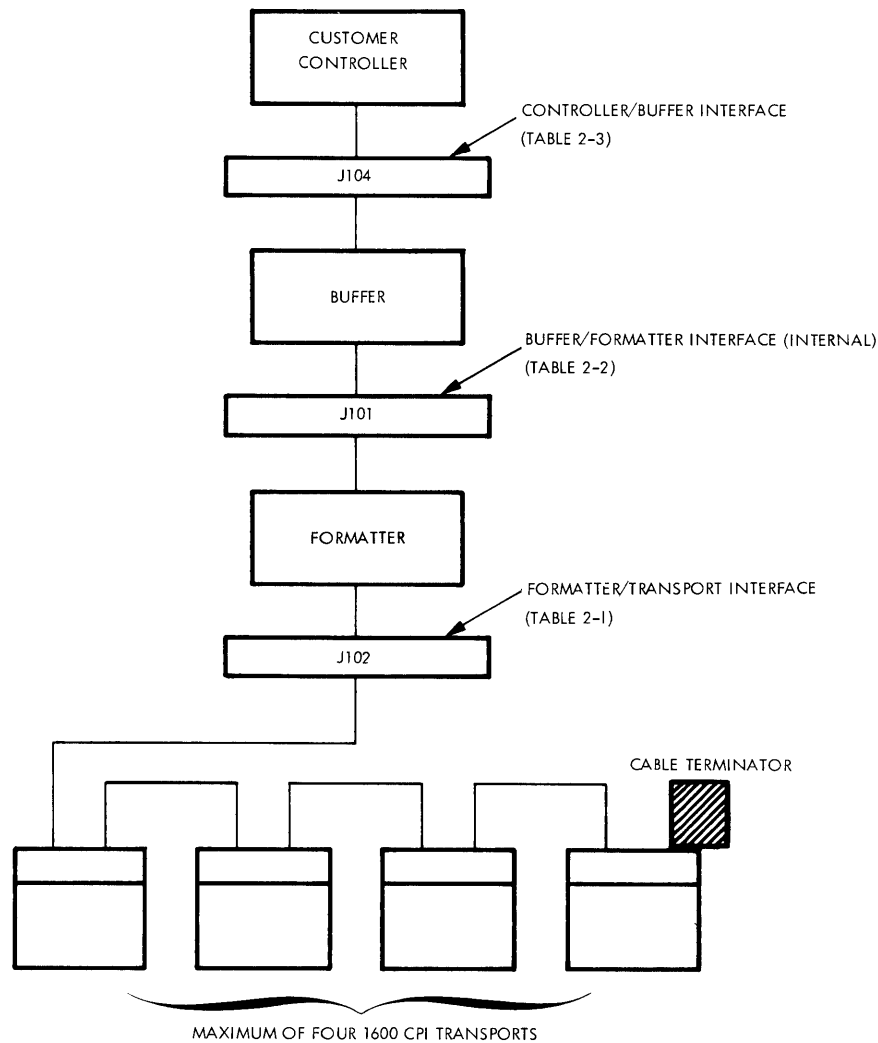 CUSTOMER
CONTROLLER
CONTROLLER/BUFFER INTERFACE
(TABLE 2-3)
J104
BUFFER
BUFFER/FORMATTER INTERFACE (INTERNAL)
(TABLE 2-2)
J101
FORMATTER
FORMATTER/TRANSPORT INTERFACE
(TABLE 2-1)
J102
CABLE TERMINATOR
MAXIMUM OF FOUR 1600 CPI TRANSPORTS